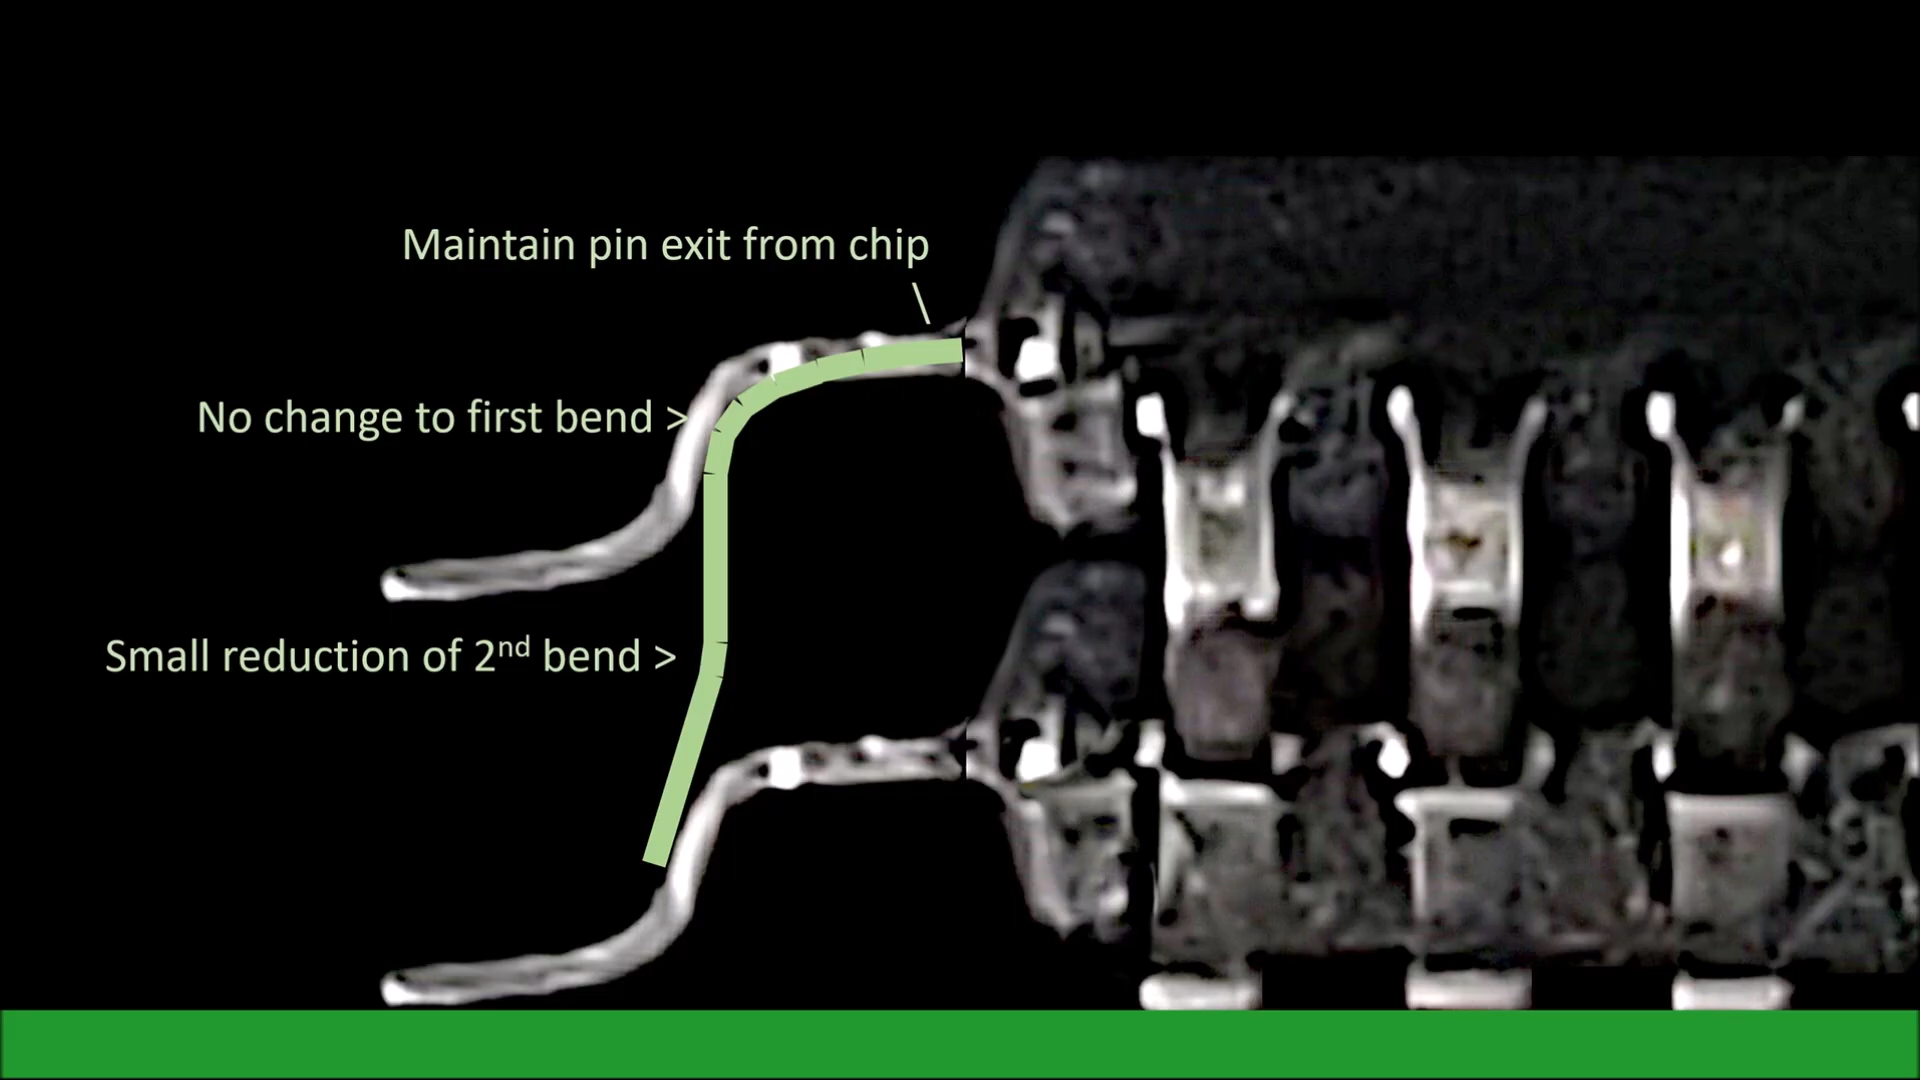 Maintain pin exit from chip
\
No change to first bend >
Small reduction of 2nd bend >